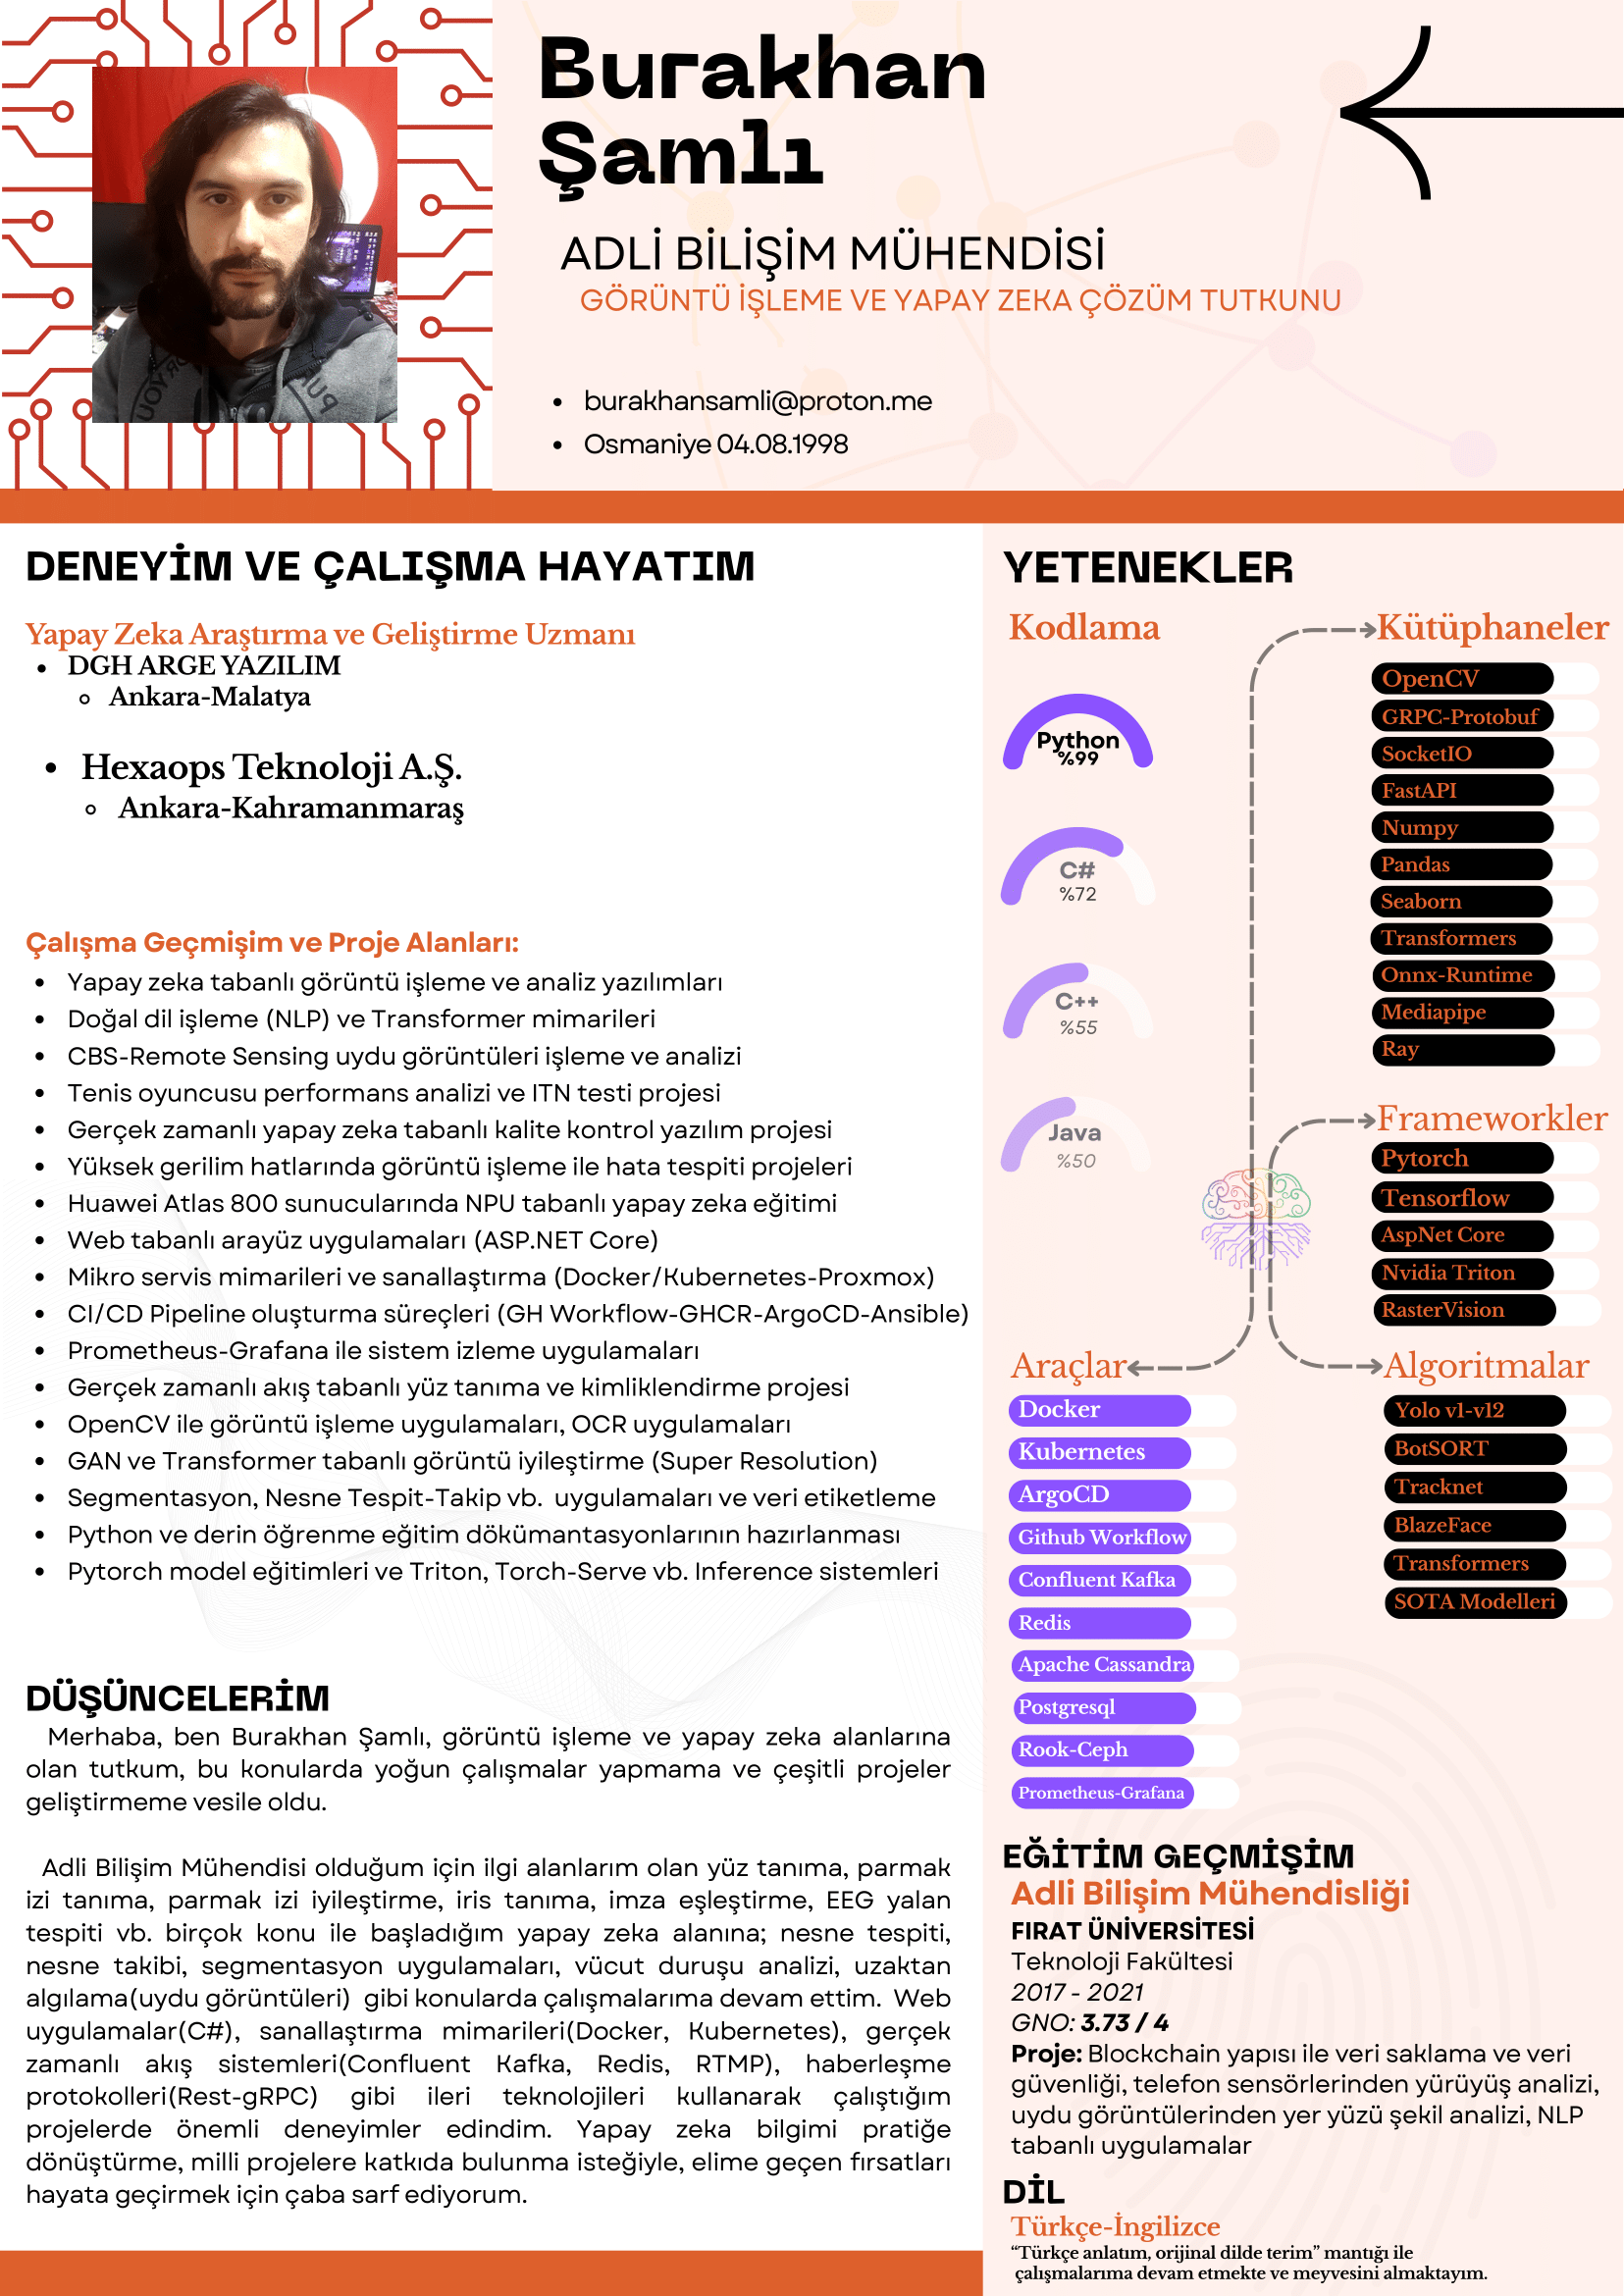 Burakhan
Şamlı
ADLİ BİLİŞİM MÜHENDİSİ
GÖRÜNTÜ İŞLEME VE YAPAY ZEKA ÇÖZÜM TUTKUNU
• burakhansamli@proton.me
• Osmaniye 04.08.1998
DENEYİM VE ÇALIŞMA HAYATIM
Yapay Zeka Araştırma ve Geliştirme Uzmanı
• DGH ARGE YAZILIM
◦ Ankara-Malatya
• Hexaops Teknoloji A.Ş.
◦ Ankara-Kahramanmaraş
Çalışma Geçmişim ve Proje Alanları:
• Yapay zeka tabanlı görüntü işleme ve analiz yazılımları
• Doğal dil işleme (NLP) ve Transformer mimarileri
• CBS-Remote Sensing uydu görüntüleri işleme ve analizi
• Tenis oyuncusu performans analizi ve ITN testi projesi
• Gerçek zamanlı yapay zeka tabanlı kalite kontrol yazılım projesi
• Yüksek gerilim hatlarında görüntü işleme ile hata tespiti projeleri
• Huawei Atlas 800 sunucularında NPU tabanlı yapay zeka eğitimi
• Web tabanlı arayüz uygulamaları (ASP.NET Core)
• Mikro servis mimarileri ve sanallaştırma (Docker/Kubernetes-Proxmox)
• CI/CD Pipeline oluşturma süreçleri (GH Workflow-GHCR-ArgoCD-Ansible)
• Prometheus-Grafana ile sistem izleme uygulamaları
• Gerçek zamanlı akış tabanlı yüz tanıma ve kimliklendirme projesi
• OpenCV ile görüntü işleme uygulamaları, OCR uygulamaları
• GAN ve Transformer tabanlı görüntü iyileştirme (Super Resolution)
• Segmentasyon, Nesne Tespit-Takip vb. uygulamaları ve veri etiketleme
• Python ve derin öğrenme eğitim dökümantasyonlarının hazırlanması
• Pytorch model eğitimleri ve Triton, Torch-Serve vb. Inference sistemleri
DÜŞÜNCELERİM
Merhaba, ben Burakhan Şamlı, görüntü işleme ve yapay zeka alanlarına
olan tutkum, bu konularda yoğun çalışmalar yapmama ve çeşitli projeler
geliştirmeme vesile oldu.
Adli Bilişim Mühendisi olduğum için ilgi alanlarım olan yüz tanıma, parmak
izi tanıma, parmak izi iyileştirme, iris tanıma, imza eşleştirme, EEG yalan
tespiti vb. birçok konu ile başladığım yapay zeka alanına; nesne tespiti,
nesne takibi, segmentasyon uygulamaları, vücut duruşu analizi, uzaktan
algılama(uydu görüntüleri) gibi konularda çalışmalarıma devam ettim. Web
uygulamalar(C#), sanallaştırma mimarileri(Docker, Kubernetes), gerçek
zamanlı akış sistemleri(Confluent Kafka, Redis, RTMP), haberleşme
protokolleri(Rest-gRPC) gibi ileri teknolojileri kullanarak çalıştığım
projelerde önemli deneyimler edindim. Yapay zeka bilgimi pratiğe
dönüştürme, milli projelere katkıda bulunma isteğiyle, elime geçen fırsatları
hayata geçirmek için çaba sarf ediyorum.
YETENEKLER
Kodlama
Python
%99
C#
%72
C++
%55
Java
%50
Kütüphaneler
OpenCV
GRPC-Protobuf
SocketIO
FastAPI
Numpy
Pandas
Seaborn
Transformers
Onnx-Runtime
Mediapipe
Ray
Frameworkler
Pytorch
Tensorflow
AspNet Core
Nvidia Triton
RasterVision
Araçlar
Docker
Kubernetes
ArgoCD
Github Workflow
Confluent Kafka
Redis
Apache Cassandra
Postgresql
Rook-Ceph
Prometheus-Grafana
Algoritmalar
Yolo v1-v12
BotSORT
Tracknet
BlazeFace
Transformers
SOTA Modelleri
EĞİTİM GEÇMİŞİM
Adli Bilişim Mühendisliği
FIRAT ÜNİVERSİTESİ
Teknoloji Fakültesi
2017 - 2021
GNO: 3.73 / 4
Proje: Blockchain yapısı ile veri saklama ve veri
güvenliği, telefon sensörlerinden yürüyüş analizi,
uydu görüntülerinden yer yüzü şekil analizi, NLP
tabanlı uygulamalar
DİL
Türkçe-İngilizce
“Türkçe anlatım, orijinal dilde terim” mantığı ile
çalışmalarıma devam etmekte ve meyvesini almaktayım.